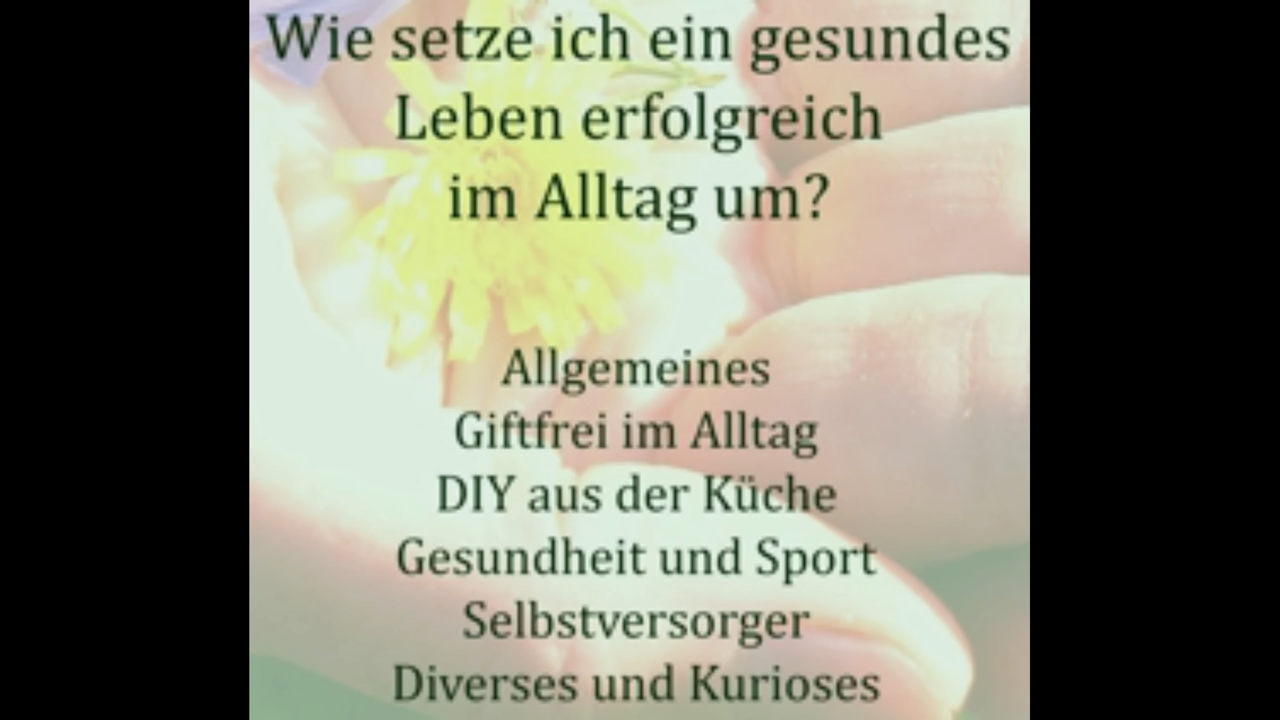 Wie setze ich ein gesundes
Leben erfolgreich
im Alltag um?
Allgemeines
Giftfrei im Alltag
DIY aus der Küche
Gesundheit und Sport
Selbstversorger
Diverses und Kurioses